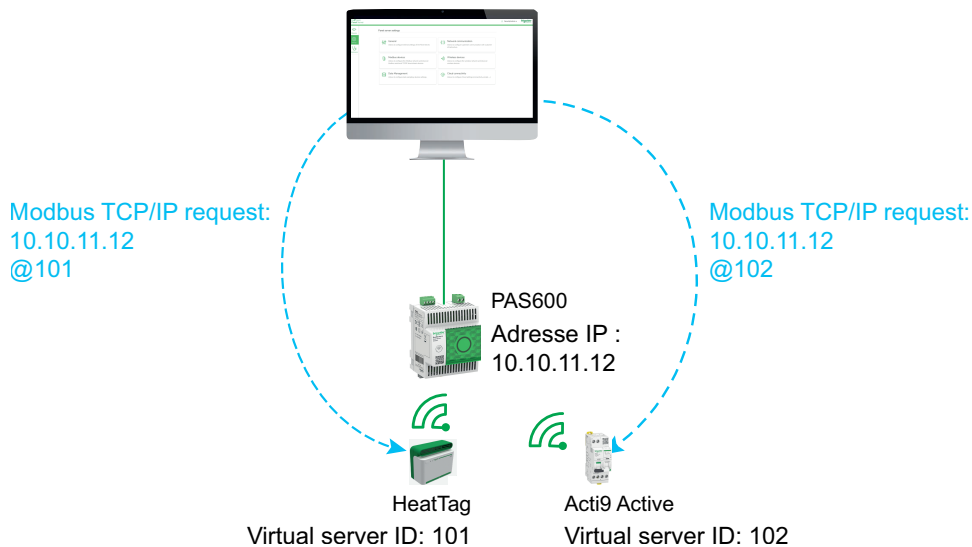 Modbus TCP/IP request:
10.10.11.12
@101
Modbus TCP/IP request:
10.10.11.12
@102
PAS600
Adresse IP :
10.10.11.12
HeatTag
Virtual server ID: 101
Acti9 Active
Virtual server ID: 102